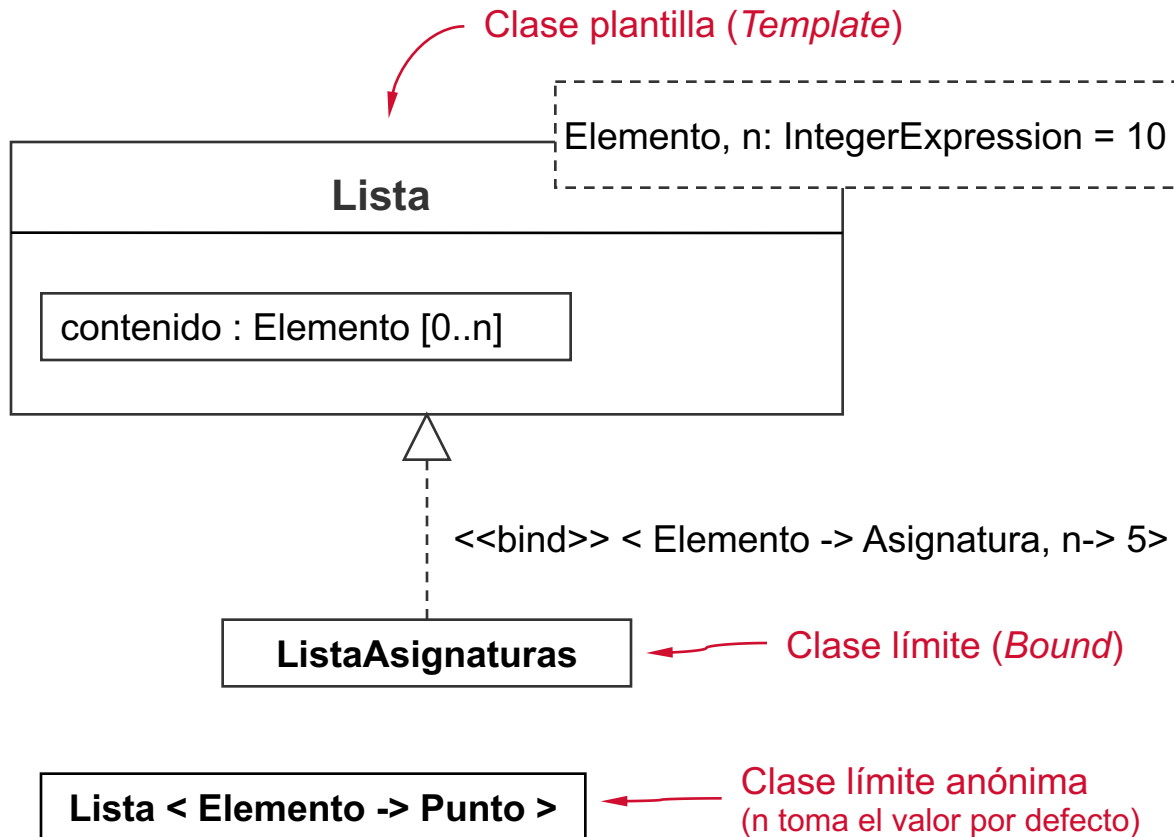 Clase plantilla (Template)
Elemento, n: IntegerExpression = 10
Lista
contenido : Elemento [0..n]
<<bind>> < Elemento -> Asignatura, n-> 5>
ListaAsignaturas
Clase límite (Bound)
Lista < Elemento -> Punto >
Clase límite anónima
(n toma el valor por defecto)